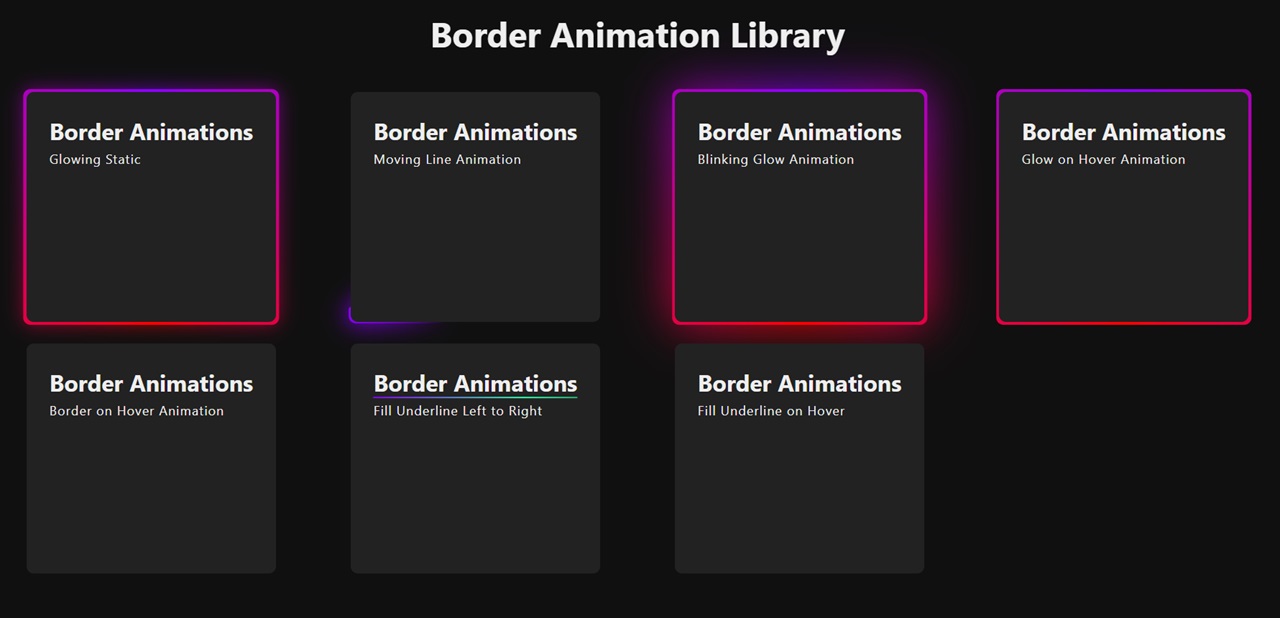 Border Animation Library
Border Animations
Glowing Static
Border Animations
Moving Line Animation
Border Animations
Blinking Glow Animation
Border Animations
Glow on Hover Animation
Border Animations
Border on Hover Animation
Border Animations
Fill Underline Left to Right
Border Animations
Fill Underline on Hover